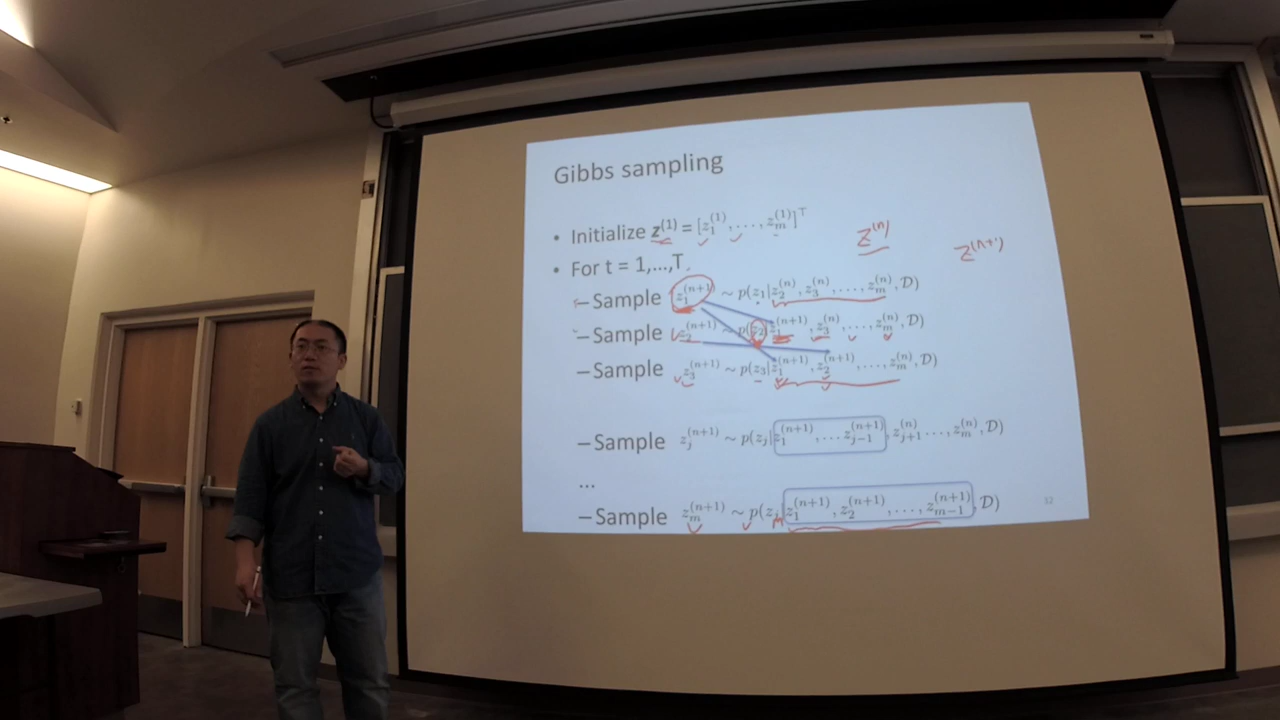 Gibbs sampling
• Initialize z^(1) = [z_1^(1), . . . , z_m^(1)]^⊤
z^(n)
z^(n+1)
• For t = 1,...,T
– Sample z_1^(n+1) ∼ p(z_1|z_2^(n), z_3^(n), . . . , z_m^(n), D)
– Sample z_2^(n+1) ∼ p(z_2|z_1^(n+1), z_3^(n), . . . , z_m^(n), D)
– Sample z_3^(n+1) ∼ p(z_3|z_1^(n+1), z_2^(n+1), . . . , z_m^(n), D)
– Sample z_j^(n+1) ∼ p(z_j|z_1^(n+1), . . . z_{j−1}^(n+1), z_{j+1}^(n) . . . , z_m^(n), D)
...
32
– Sample z_m^(n+1) ∼ p(z_j|z_1^(n+1), z_2^(n+1), . . . , z_{m−1}^(n+1), D)
m